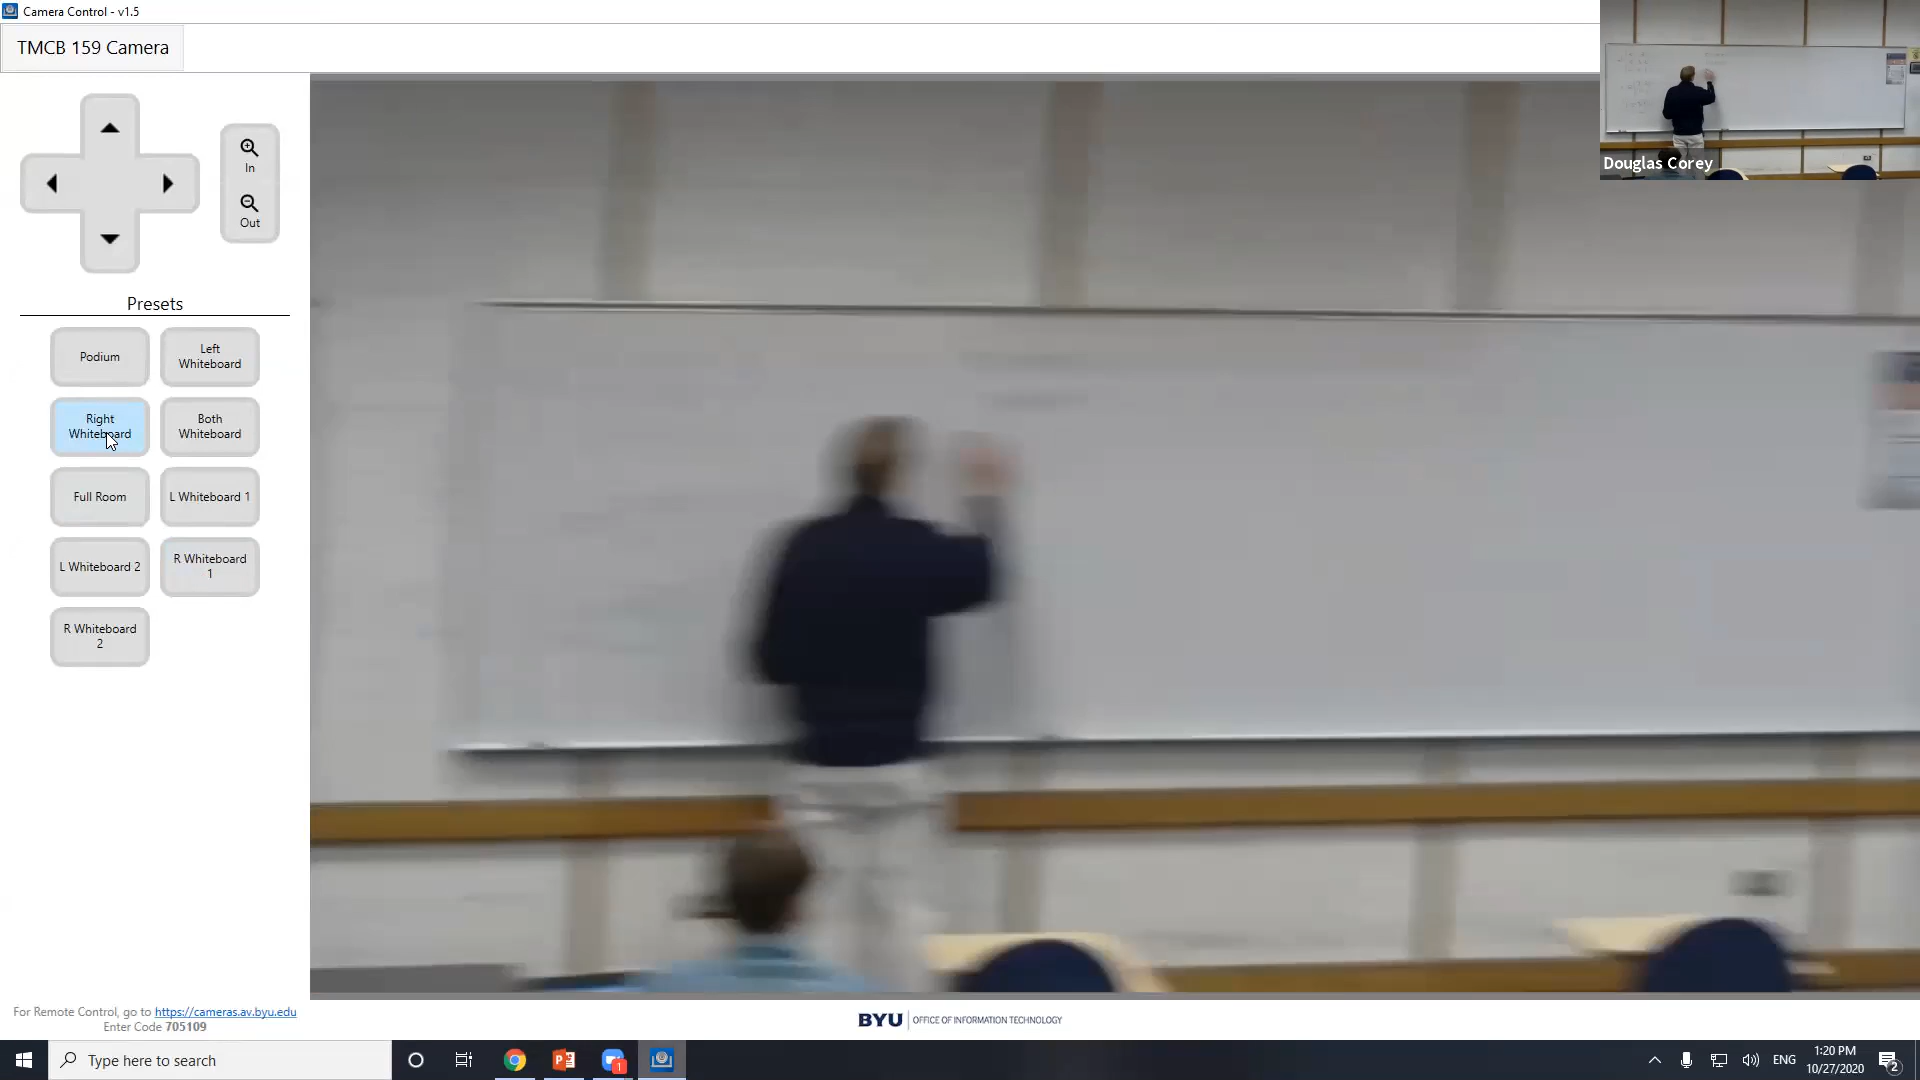 Camera Control - v1.5
TMCB 159 Camera
In
Out
Presets
Podium
Left
Whiteboard
Right
Whiteboard
Both
Whiteboard
Full Room
L Whiteboard 1
L Whiteboard 2
R Whiteboard
1
R Whiteboard
2
For Remote Control, go to https://cameras.av.byu.edu
Enter Code 705109
BYU OFFICE OF INFORMATION TECHNOLOGY
Douglas Corey
Type here to search
1
ENG
1:20 PM
10/27/2020
2